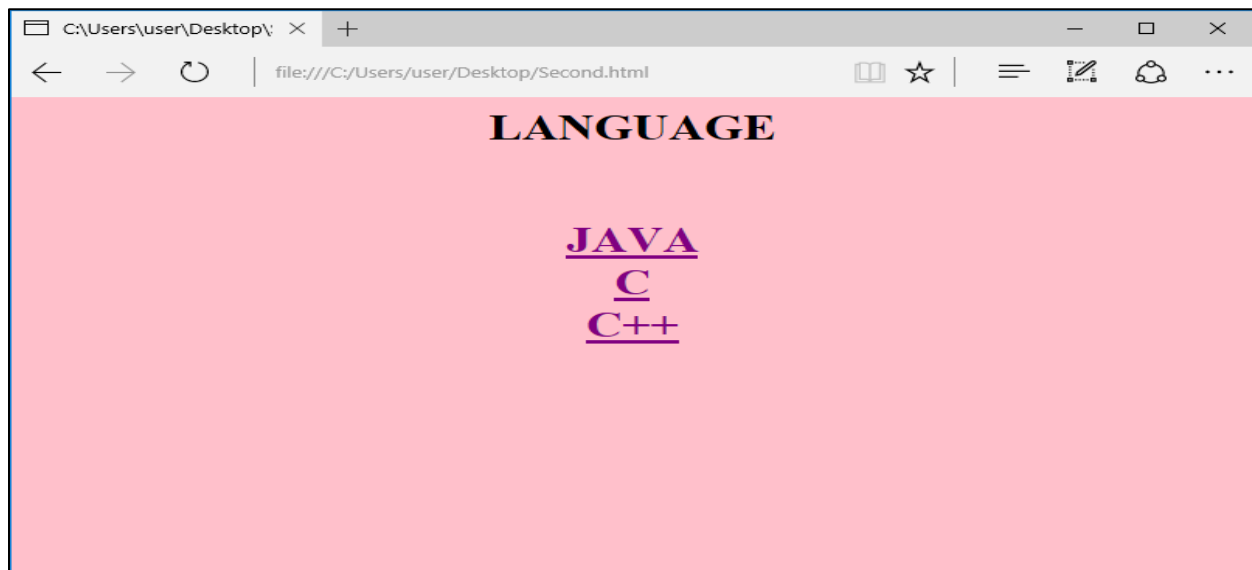 C:\Users\user\Desktop\:
file:///C:/Users/user/Desktop/Second.html
LANGUAGE
JAVA
C
C++